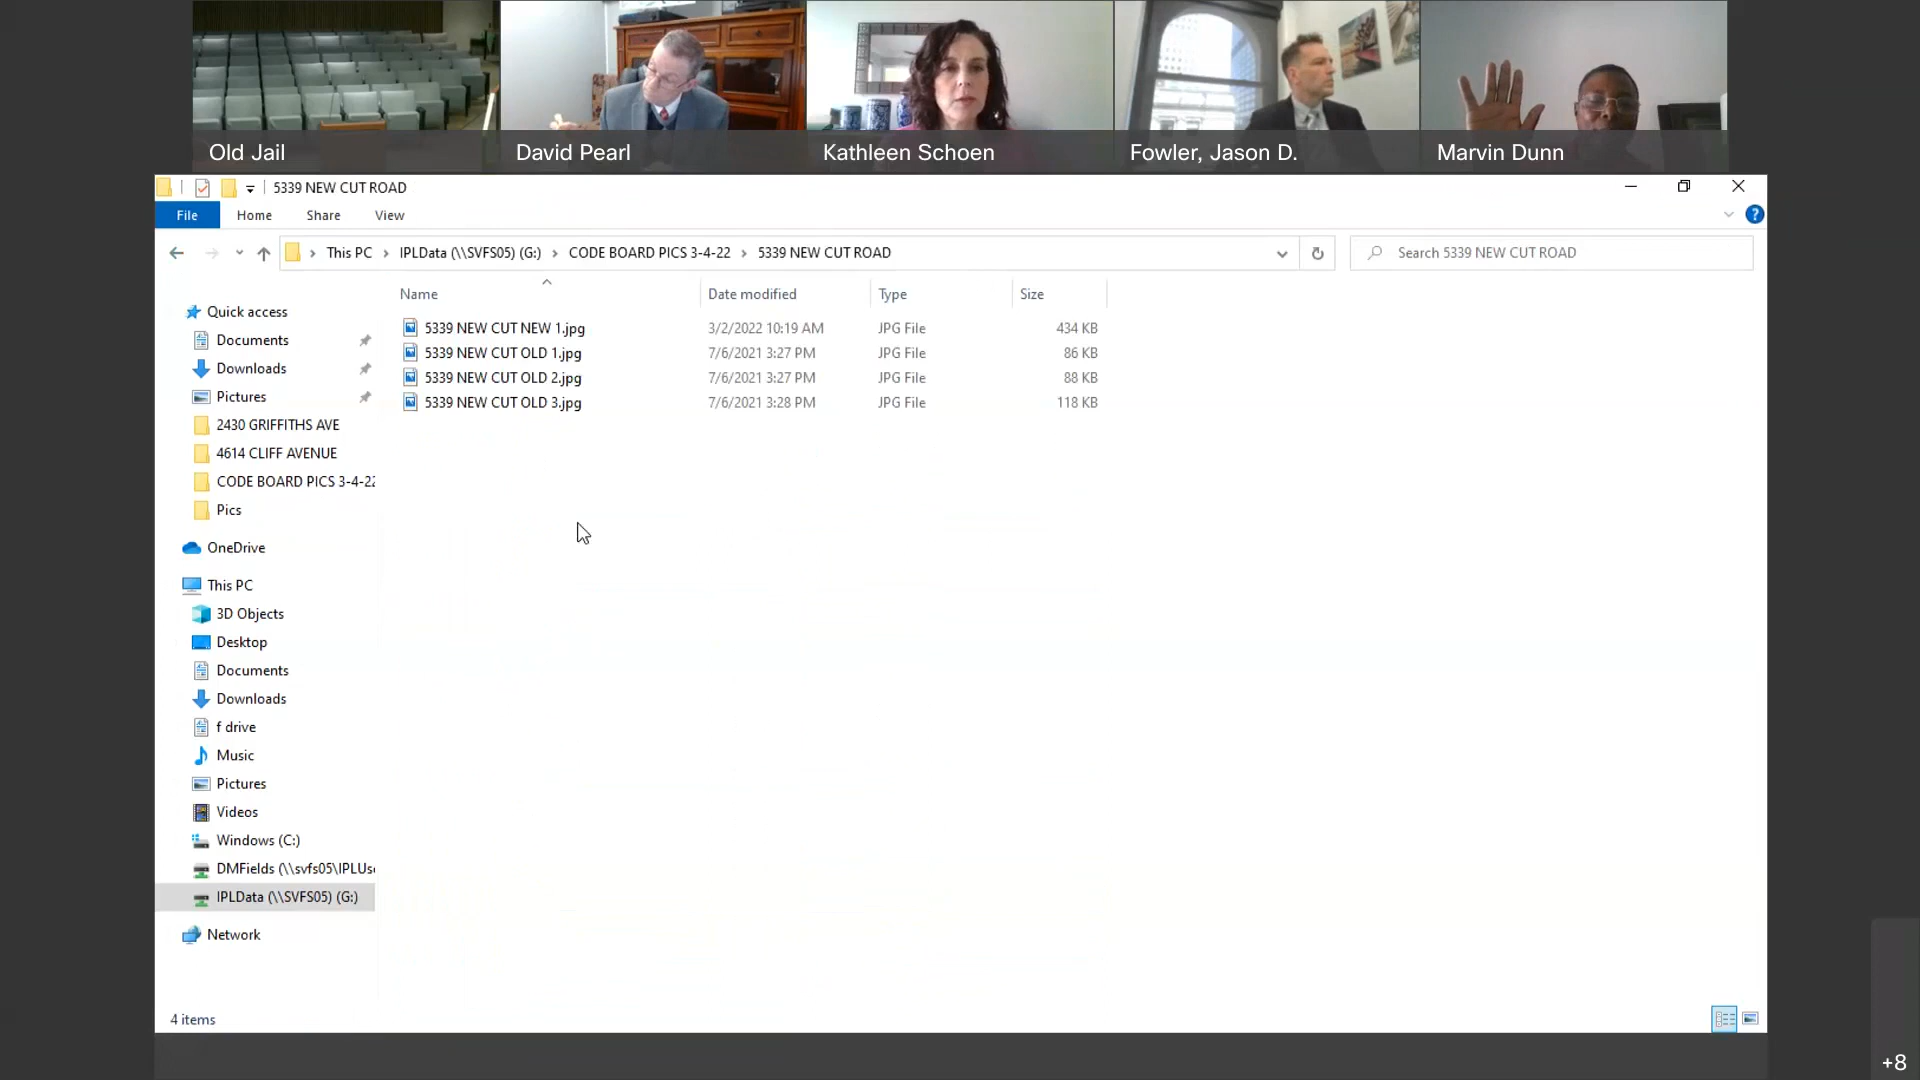 Old Jail
David Pearl
Kathleen Schoen
Fowler, Jason D.
Marvin Dunn
5339 NEW CUT ROAD
File Home Share View
This PC IPLData (\\SVFS05) (G:) CODE BOARD PICS 3-4-22 5339 NEW CUT ROAD
Search 5339 NEW CUT ROAD
Name Date modified Type Size
5339 NEW CUT NEW 1.jpg 3/2/2022 10:19 AM JPG File 434 KB
5339 NEW CUT OLD 1.jpg 7/6/2021 3:27 PM JPG File 86 KB
5339 NEW CUT OLD 2.jpg 7/6/2021 3:27 PM JPG File 88 KB
5339 NEW CUT OLD 3.jpg 7/6/2021 3:28 PM JPG File 118 KB
Quick access
Documents
Downloads
Pictures
2430 GRIFFITHS AVE
4614 CLIFF AVENUE
CODE BOARD PICS 3-4-22
Pics
OneDrive
This PC
3D Objects
Desktop
Documents
Downloads
f drive
Music
Pictures
Videos
Windows (C:)
DMFields (\\svfs05\IPLUse
IPLData (\\SVFS05) (G:)
Network
4 items
+8